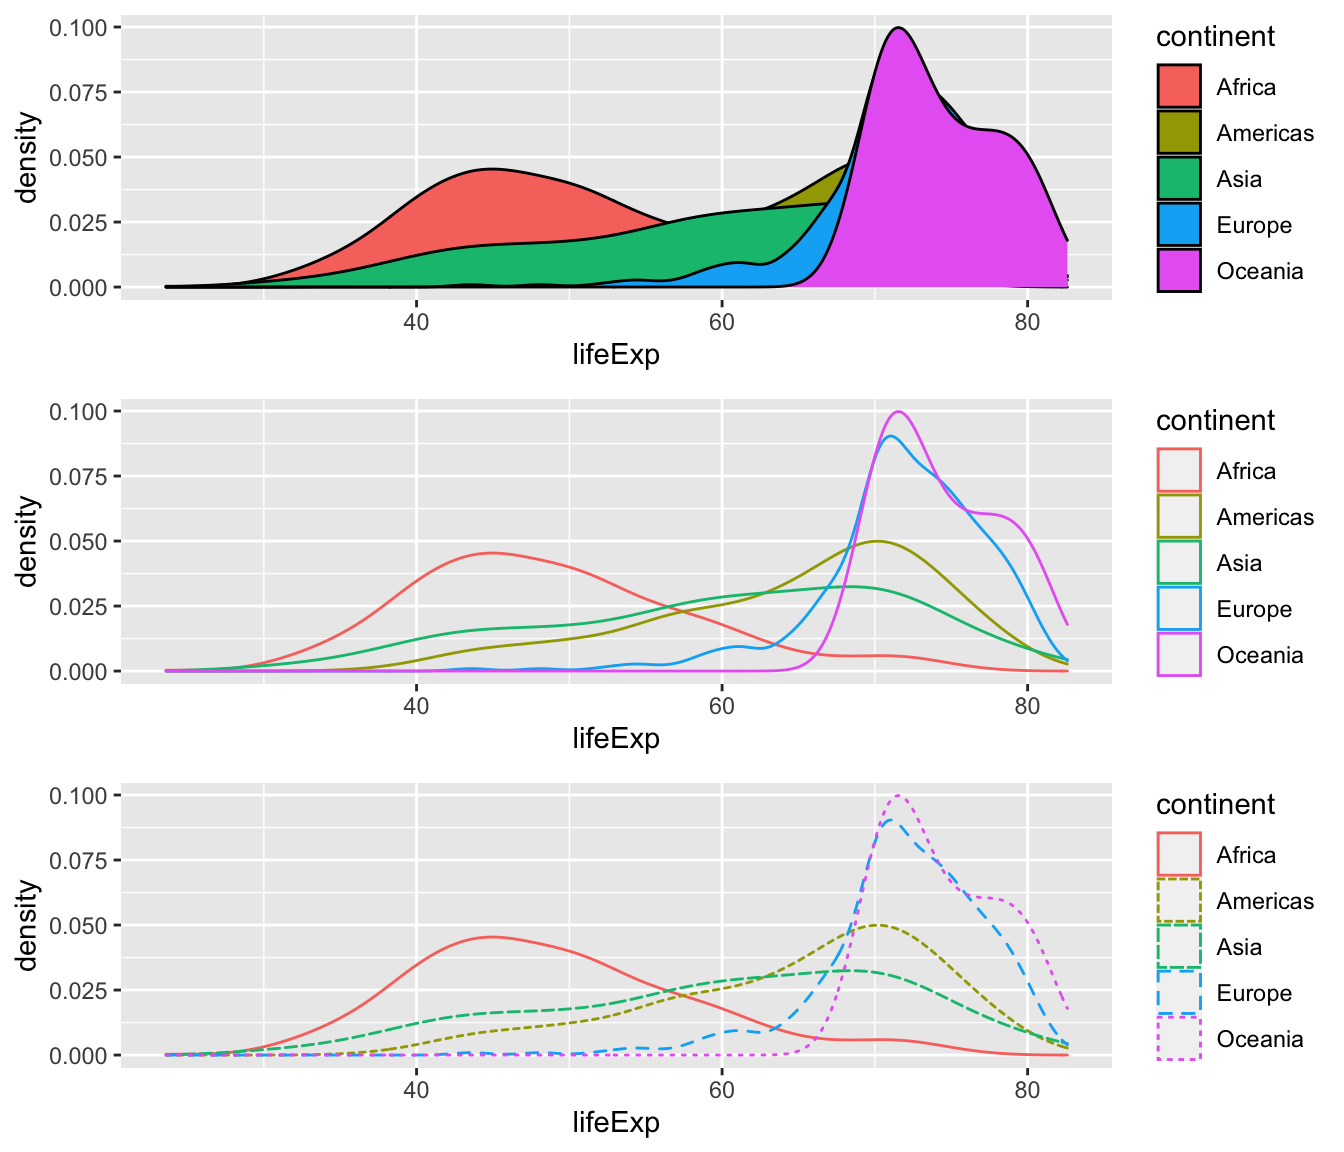 density
0.100
0.075
0.050
0.025
0.000
40 60 80
lifeExp
continent
Africa
Americas
Asia
Europe
Oceania
density
0.100
0.075
0.050
0.025
0.000
40 60 80
lifeExp
continent
Africa
Americas
Asia
Europe
Oceania
density
0.100
0.075
0.050
0.025
0.000
40 60 80
lifeExp
continent
Africa
Americas
Asia
Europe
Oceania